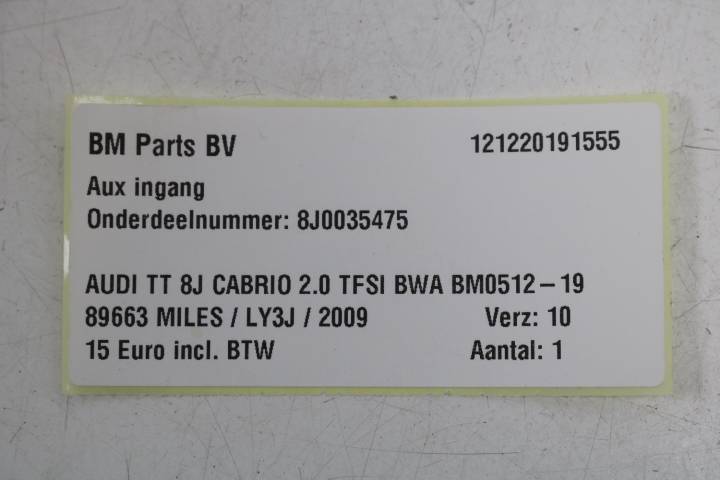 BM Parts BV 121220191555
Aux ingang
Onderdeelnummer: 8J0035475
AUDI TT 8J CABRIO 2.0 TFSI BWA BM0512-19
89663 MILES / LY3J / 2009 Verz: 10
15 Euro incl. BTW Aantal: 1